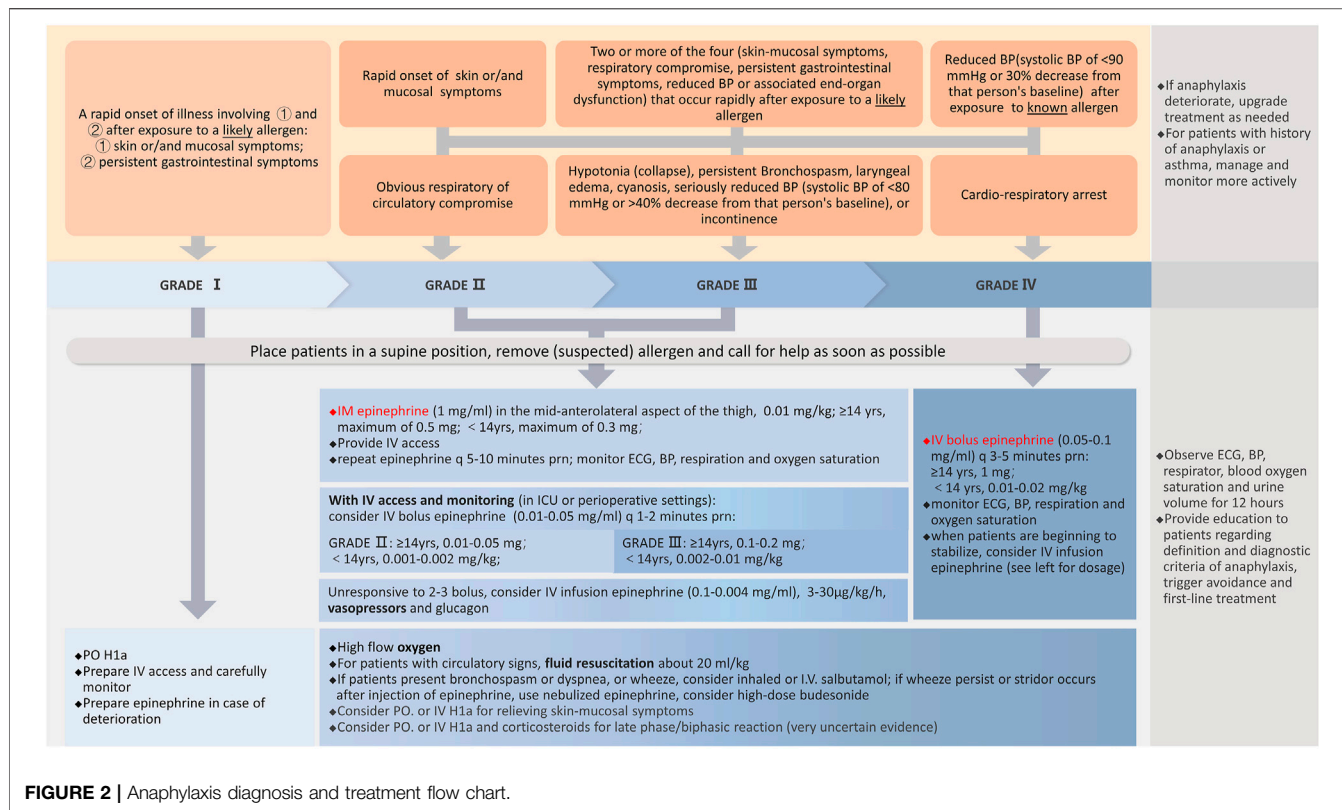 A rapid onset of illness involving ① and
② after exposure to a likely allergen:
① skin or/and mucosal symptoms;
② persistent gastrointestinal symptoms
Rapid onset of skin or/and
mucosal symptoms
Two or more of the four (skin-mucosal symptoms,
respiratory compromise, persistent gastrointestinal
symptoms, reduced BP or associated end-organ
dysfunction) that occur rapidly after exposure to a likely
allergen
Reduced BP(systolic BP of <90
mmHg or 30% decrease from
that person's baseline) after
exposure to known allergen
Obvious respiratory of
circulatory compromise
Hypotonia (collapse), persistent Bronchospasm, laryngeal
edema, cyanosis, seriously reduced BP (systolic BP of <80
mmHg or >40% decrease from that person's baseline), or
incontinence
Cardio-respiratory arrest
◆If anaphylaxis
deteriorate, upgrade
treatment as needed
◆For patients with history
of anaphylaxis or
asthma, manage and
monitor more actively
GRADE Ⅰ
GRADE Ⅱ
GRADE Ⅲ
GRADE Ⅳ
Place patients in a supine position, remove (suspected) allergen and call for help as soon as possible
◆IM epinephrine (1 mg/ml) in the mid-anterolateral aspect of the thigh, 0.01 mg/kg; ≥14 yrs,
maximum of 0.5 mg; < 14yrs, maximum of 0.3 mg;
◆Provide IV access
◆repeat epinephrine q 5-10 minutes prn; monitor ECG, BP, respiration and oxygen saturation
With IV access and monitoring (in ICU or perioperative settings):
consider IV bolus epinephrine (0.01-0.05 mg/ml) q 1-2 minutes prn:
GRADE Ⅱ: ≥14yrs, 0.01-0.05 mg;
< 14yrs, 0.001-0.002 mg/kg;
GRADE Ⅲ: ≥14yrs, 0.1-0.2 mg;
< 14yrs, 0.002-0.01 mg/kg
Unresponsive to 2-3 bolus, consider IV infusion epinephrine (0.1-0.004 mg/ml), 3-30μg/kg/h,
vasopressors and glucagon
◆IV bolus epinephrine (0.05-0.1
mg/ml) q 3-5 minutes prn:
≥14 yrs, 1 mg;
< 14 yrs, 0.01-0.02 mg/kg
◆monitor ECG, BP, respiration and
oxygen saturation
◆when patients are beginning to
stabilize, consider IV infusion
epinephrine (see left for dosage)
◆Observe ECG, BP,
respirator, blood oxygen
saturation and urine
volume for 12 hours
◆Provide education to
patients regarding
definition and diagnostic
criteria of anaphylaxis,
trigger avoidance and
first-line treatment
◆PO H1a
◆Prepare IV access and carefully
monitor
◆Prepare epinephrine in case of
deterioration
◆High flow oxygen
◆For patients with circulatory signs, fluid resuscitation about 20 ml/kg
◆If patients present bronchospasm or dyspnea, or wheeze, consider inhaled or I.V. salbutamol; if wheeze persist or stridor occurs
after injection of epinephrine, use nebulized epinephrine, consider high-dose budesonide
◆Consider PO. or IV H1a for relieving skin-mucosal symptoms
◆Consider PO. or IV H1a and corticosteroids for late phase/biphasic reaction (very uncertain evidence)
FIGURE 2 | Anaphylaxis diagnosis and treatment flow chart.